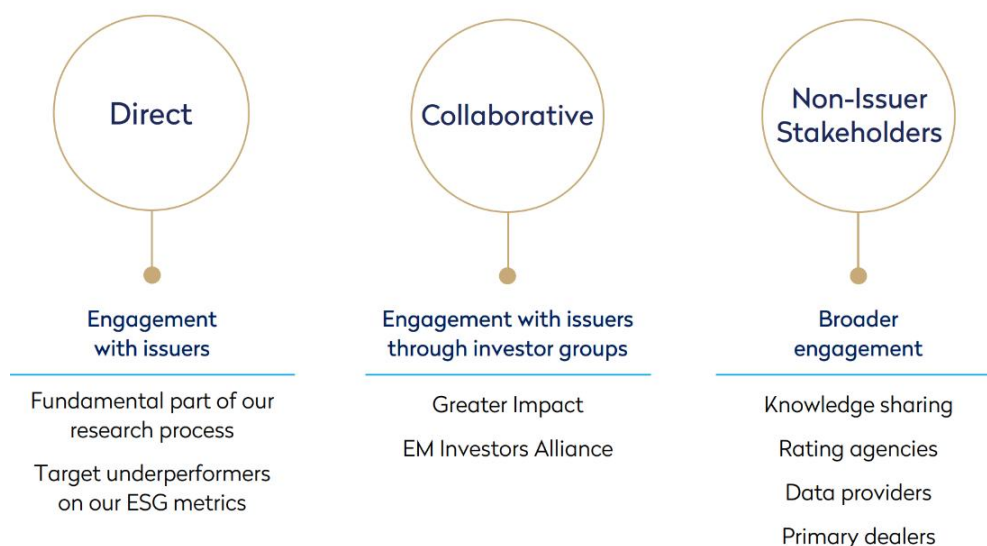 Direct
Engagement
with issuers
Fundamental part of our
research process
Target underperformers
on our ESG metrics
Collaborative
Engagement with issuers
through investor groups
Greater Impact
EM Investors Alliance
Non-Issuer
Stakeholders
Broader
engagement
Knowledge sharing
Rating agencies
Data providers
Primary dealers